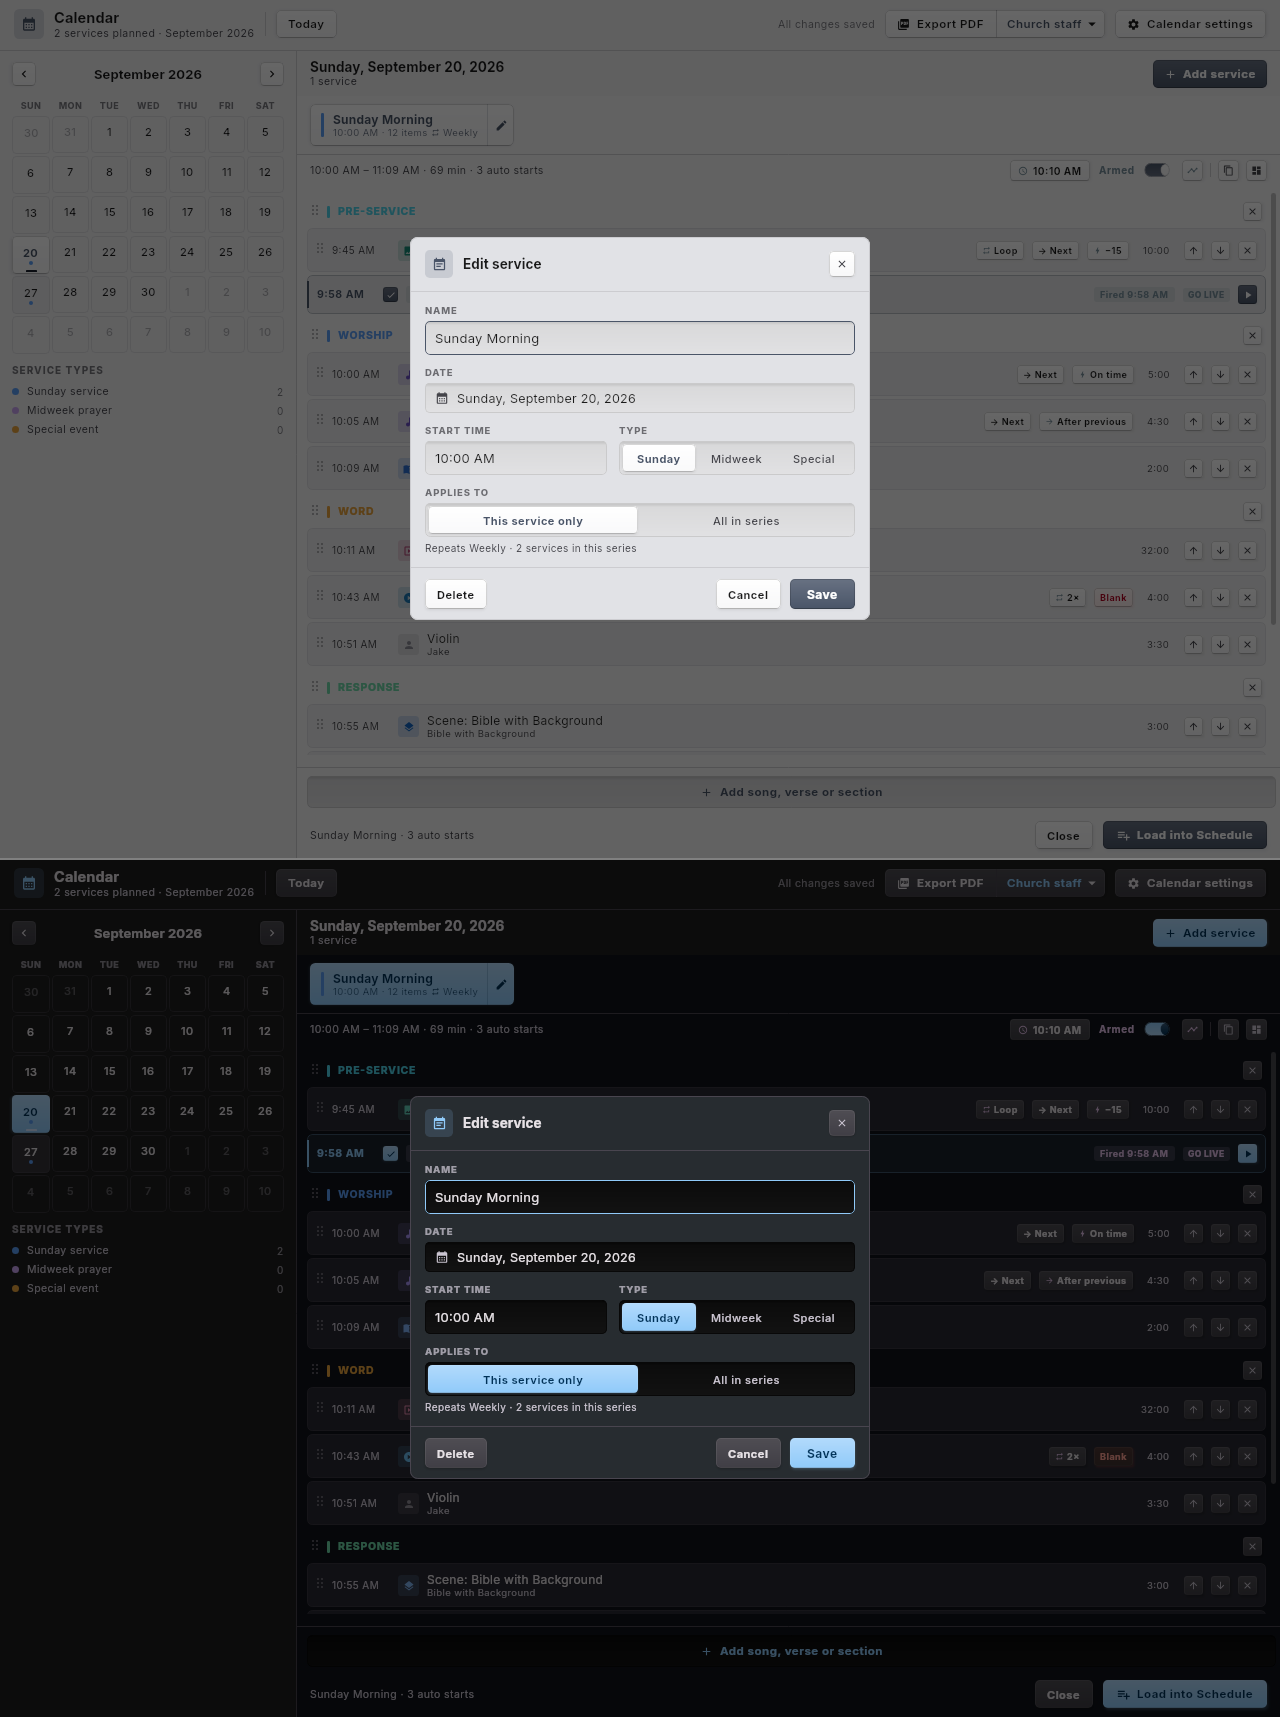 Calendar
2 services planned · September 2026
Today
All changes saved
Export PDF
Church staff
Calendar settings
September 2026
SUN MON TUE WED THU FRI SAT
30 31 1 2 3 4 5
6 7 8 9 10 11 12
13 14 15 16 17 18 19
20 21 22 23 24 25 26
27 28 29 30 1 2 3
4 5 6 7 8 9 10
SERVICE TYPES
Sunday service 2
Midweek prayer 0
Special event 0
Sunday, September 20, 2026
1 service
+ Add service
Sunday Morning
10:00 AM · 12 items Weekly
10:00 AM – 11:09 AM · 69 min · 3 auto starts
10:10 AM
Armed
PRE-SERVICE
9:45 AM Loop Next −15 10:00
9:58 AM Fired 9:58 AM GO LIVE
WORSHIP
10:00 AM Next On time 5:00
10:05 AM Next After previous 4:30
10:09 AM 2:00
WORD
10:11 AM 32:00
10:43 AM 2× Blank 4:00
10:51 AM Violin 3:30
Jake
RESPONSE
10:55 AM Scene: Bible with Background 3:00
Bible with Background
+ Add song, verse or section
Sunday Morning · 3 auto starts
Close
Load into Schedule
Edit service
NAME
Sunday Morning
DATE
Sunday, September 20, 2026
START TIME
10:00 AM
TYPE
Sunday Midweek Special
APPLIES TO
This service only All in series
Repeats Weekly · 2 services in this series
Delete
Cancel
Save
Calendar
2 services planned · September 2026
Today
All changes saved
Export PDF
Church staff
Calendar settings
September 2026
SUN MON TUE WED THU FRI SAT
30 31 1 2 3 4 5
6 7 8 9 10 11 12
13 14 15 16 17 18 19
20 21 22 23 24 25 26
27 28 29 30 1 2 3
4 5 6 7 8 9 10
SERVICE TYPES
Sunday service 2
Midweek prayer 0
Special event 0
Sunday, September 20, 2026
1 service
+ Add service
Sunday Morning
10:00 AM · 12 items Weekly
10:00 AM – 11:09 AM · 69 min · 3 auto starts
10:10 AM
Armed
PRE-SERVICE
9:45 AM Loop Next −15 10:00
9:58 AM Fired 9:58 AM GO LIVE
WORSHIP
10:00 AM Next On time 5:00
10:05 AM Next After previous 4:30
10:09 AM 2:00
WORD
10:11 AM 32:00
10:43 AM 2× Blank 4:00
10:51 AM Violin 3:30
Jake
RESPONSE
10:55 AM Scene: Bible with Background 3:00
Bible with Background
+ Add song, verse or section
Sunday Morning · 3 auto starts
Close
Load into Schedule
Edit service
NAME
Sunday Morning
DATE
Sunday, September 20, 2026
START TIME
10:00 AM
TYPE
Sunday Midweek Special
APPLIES TO
This service only All in series
Repeats Weekly · 2 services in this series
Delete
Cancel
Save